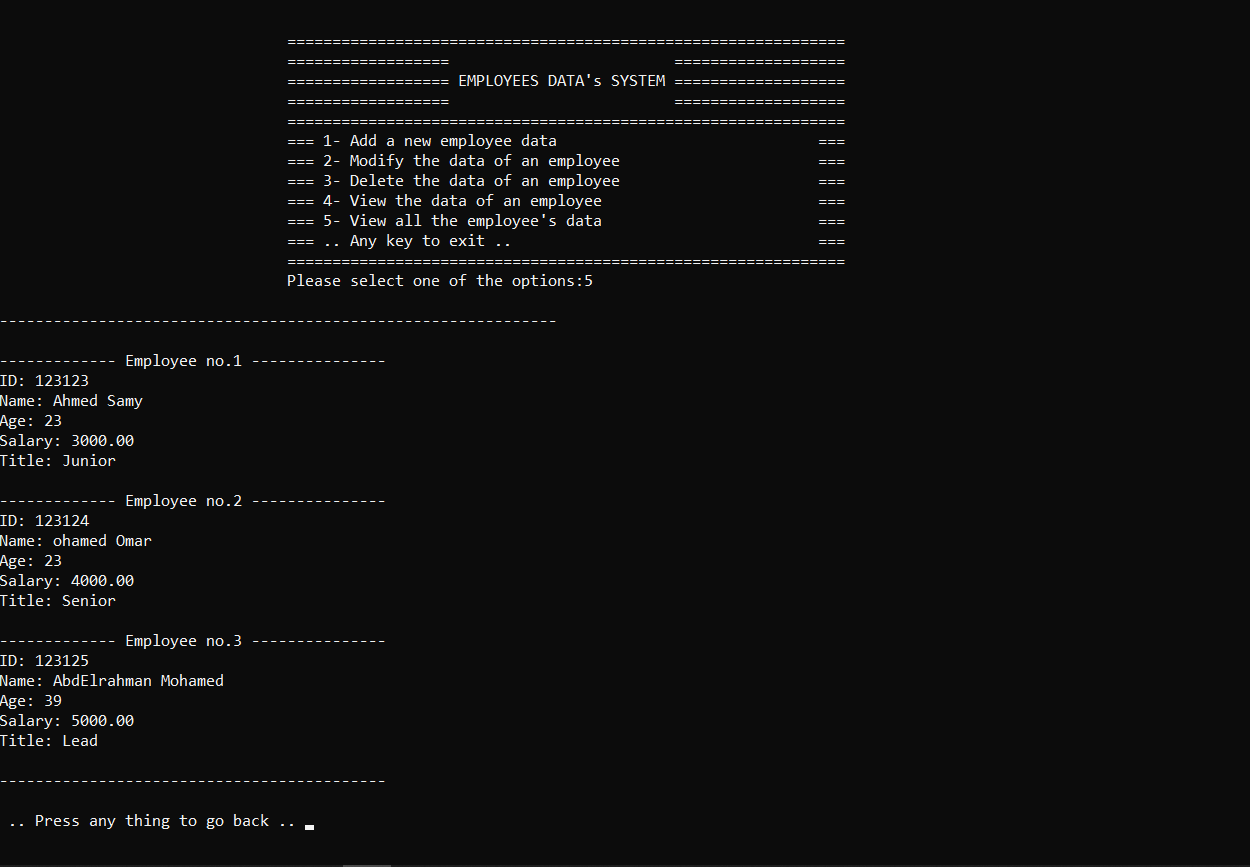 ==============================================================
================== ===================
================== EMPLOYEES DATA's SYSTEM ===================
================== ===================
==============================================================
=== 1- Add a new employee data ===
=== 2- Modify the data of an employee ===
=== 3- Delete the data of an employee ===
=== 4- View the data of an employee ===
=== 5- View all the employee's data ===
=== .. Any key to exit .. ===
==============================================================
Please select one of the options:5
--------------------------------------------------------------
------------- Employee no.1 ---------------
ID: 123123
Name: Ahmed Samy
Age: 23
Salary: 3000.00
Title: Junior
------------- Employee no.2 ---------------
ID: 123124
Name: ohamed Omar
Age: 23
Salary: 4000.00
Title: Senior
------------- Employee no.3 ---------------
ID: 123125
Name: AbdElrahman Mohamed
Age: 39
Salary: 5000.00
Title: Lead
-------------------------------------------
.. Press any thing to go back ..